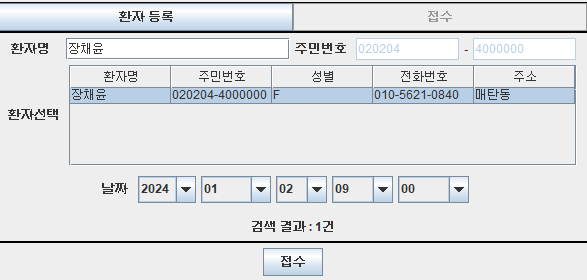 환자 등록 접수
환자명 장채윤 주민번호 020204 - 4000000
환자명 주민번호 성별 전화번호 주소
장채윤 020204-4000000 F 010-5621-0840 매탄동
환자선택
날짜 2024 01 02 09 00
검색 결과 : 1건
접수